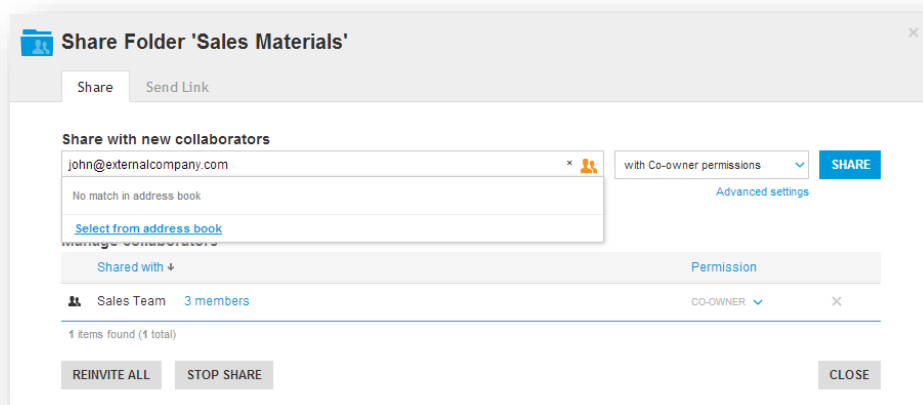 Share Folder 'Sales Materials'
×
Share Send Link
Share with new collaborators
john@externalcompany.com × with Co-owner permissions SHARE
No match in address book Advanced settings
Select from address book
Manage collaborators
Shared with Permission
Sales Team 3 members CO-OWNER ×
1 items found (1 total)
REINVITE ALL STOP SHARE CLOSE